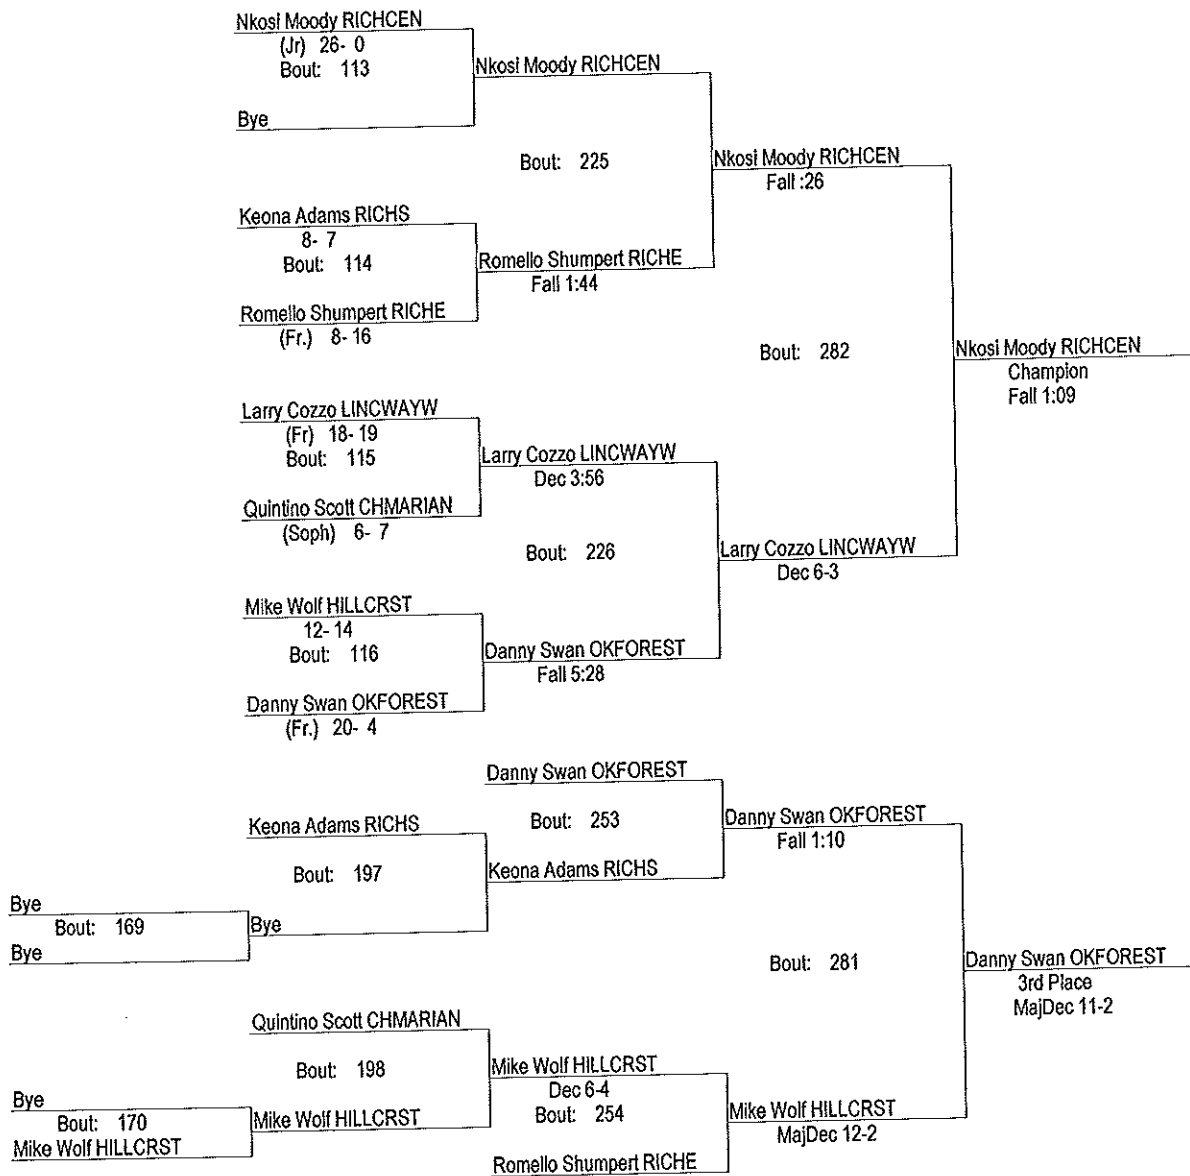 Nkosi Moody RICHCEN
(Jr) 26- 0
Bout: 113
Nkosi Moody RICHCEN
Bye
Bout: 225
Nkosi Moody RICHCEN
Fall :26
Keona Adams RICHS
8- 7
Bout: 114
Romello Shumpert RICHE
Fall 1:44
Romello Shumpert RICHE
(Fr.) 8- 16
Bout: 282
Nkosi Moody RICHCEN
Champion
Fall 1:09
Larry Cozzo LINCWAYW
(Fr) 18- 19
Bout: 115
Larry Cozzo LINCWAYW
Dec 3:56
Quintino Scott CHMARIAN
(Soph) 6- 7
Bout: 226
Larry Cozzo LINCWAYW
Dec 6-3
Mike Wolf HILLCRST
12- 14
Bout: 116
Danny Swan OKFOREST
Fall 5:28
Danny Swan OKFOREST
(Fr.) 20- 4
Danny Swan OKFOREST
Bout: 253
Danny Swan OKFOREST
Fall 1:10
Keona Adams RICHS
Bout: 197
Keona Adams RICHS
Bye
Bout: 169
Bye
Bye
Bout: 281
Danny Swan OKFOREST
3rd Place
MajDec 11-2
Quintino Scott CHMARIAN
Bout: 198
Mike Wolf HILLCRST
Dec 6-4
Bout: 254
Bye
Bout: 170
Mike Wolf HILLCRST
Mike Wolf HILLCRST
Mike Wolf HILLCRST
MajDec 12-2
Romello Shumpert RICHE